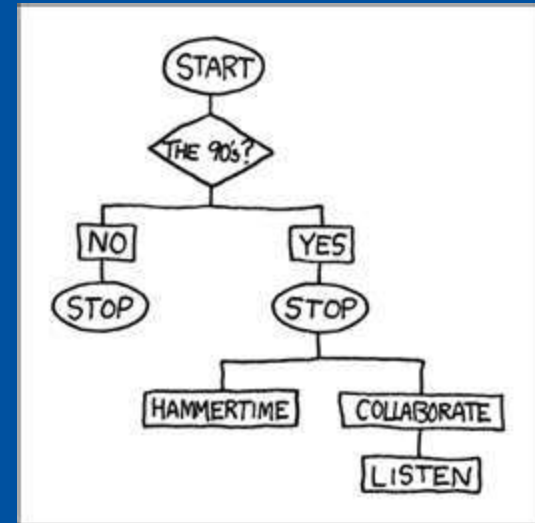 START
THE 90's?
NO
YES
STOP
STOP
HAMMERTIME
COLLABORATE
LISTEN